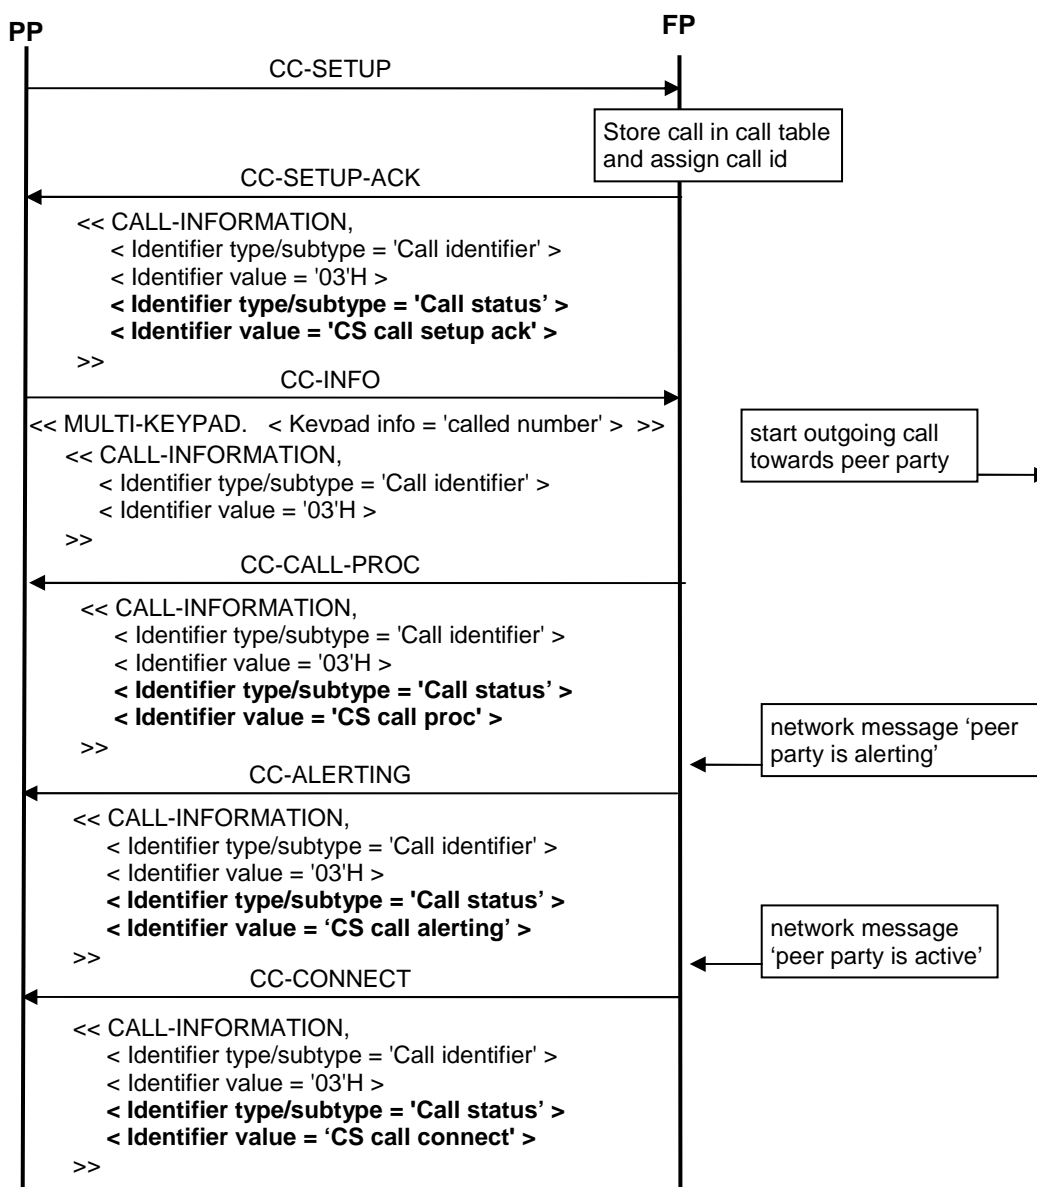 PP
FP
CC-SETUP
Store call in call table
and assign call id
CC-SETUP-ACK
<< CALL-INFORMATION,
< Identifier type/subtype = 'Call identifier' >
< Identifier value = '03'H >
< Identifier type/subtype = 'Call status’ >
< Identifier value = 'CS call setup ack' >
>>
CC-INFO
<< MULTI-KEYPAD, < Keypad info = 'called number' > >>
start outgoing call
towards peer party
<< CALL-INFORMATION,
< Identifier type/subtype = 'Call identifier' >
< Identifier value = '03'H >
>>
CC-CALL-PROC
<< CALL-INFORMATION,
< Identifier type/subtype = 'Call identifier' >
< Identifier value = '03'H >
< Identifier type/subtype = 'Call status’ >
< Identifier value = 'CS call proc' >
>>
network message ‘peer
party is alerting’
CC-ALERTING
<< CALL-INFORMATION,
< Identifier type/subtype = 'Call identifier' >
< Identifier value = '03'H >
< Identifier type/subtype = 'Call status’ >
< Identifier value = ‘CS call alerting’ >
>>
network message
‘peer party is active’
CC-CONNECT
<< CALL-INFORMATION,
< Identifier type/subtype = 'Call identifier' >
< Identifier value = '03'H >
< Identifier type/subtype = 'Call status’ >
< Identifier value = ‘CS call connect' >
>>